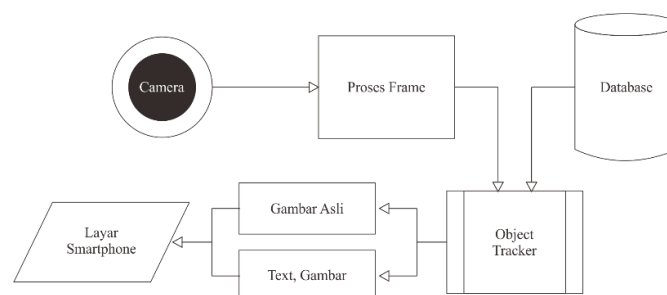 Camera
Proses Frame
Database
Gambar Asli
Layar
Smartphone
Object
Tracker
Text, Gambar